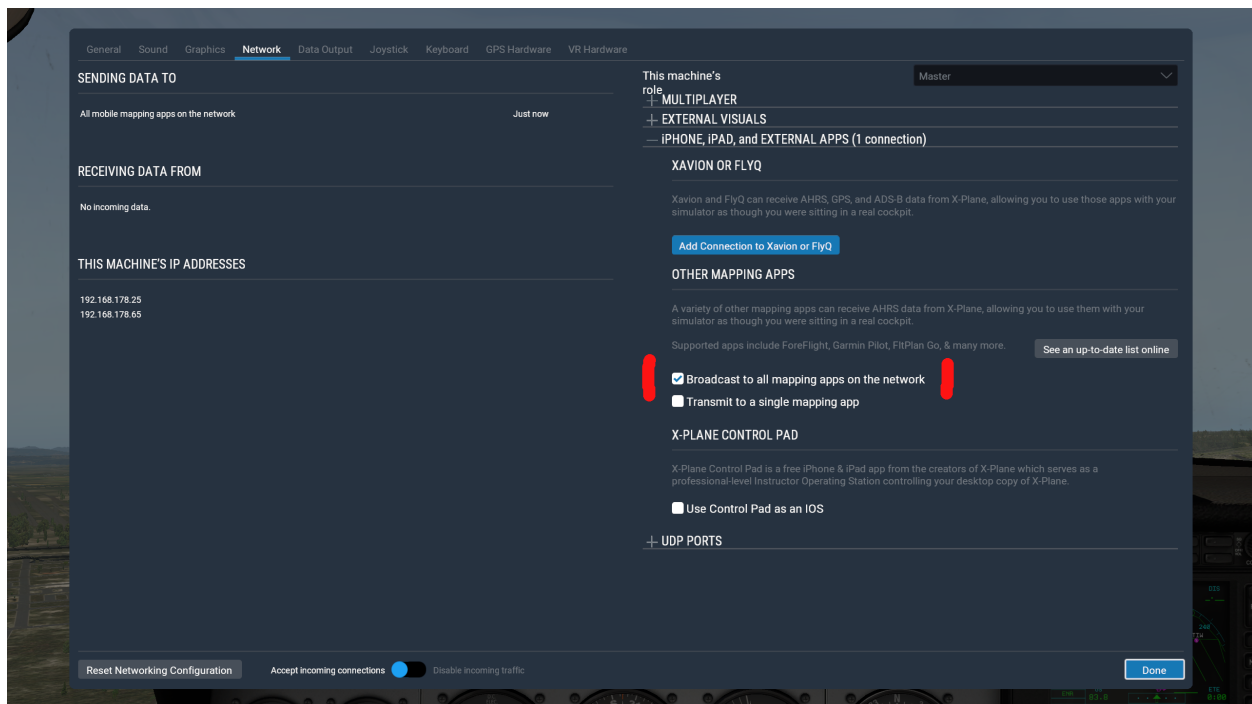 General Sound Graphics Network Data Output Joystick Keyboard GPS Hardware VR Hardware
SENDING DATA TO
All mobile mapping apps on the network Just now
RECEIVING DATA FROM
No incoming data.
THIS MACHINE'S IP ADDRESSES
192.168.178.25
192.168.178.65
This machine's
role
Master
MULTIPLAYER
EXTERNAL VISUALS
iPHONE, iPAD, and EXTERNAL APPS (1 connection)
XAVION OR FLYQ
Xavion and FlyQ can receive AHRS, GPS, and ADS-B data from X-Plane, allowing you to use those apps with your
simulator as though you were sitting in a real cockpit.
Add Connection to Xavion or FlyQ
OTHER MAPPING APPS
A variety of other mapping apps can receive AHRS data from X-Plane, allowing you to use them with your
simulator as though you were sitting in a real cockpit.
Supported apps include ForeFlight, Garmin Pilot, FltPlan Go, & many more.
See an up-to-date list online
Broadcast to all mapping apps on the network
Transmit to a single mapping app
X-PLANE CONTROL PAD
X-Plane Control Pad is a free iPhone & iPad app from the creators of X-Plane which serves as a
professional-level Instructor Operating Station controlling your desktop copy of X-Plane.
Use Control Pad as an IOS
UDP PORTS
Reset Networking Configuration Accept incoming connections Disable incoming traffic Done
DIS
240
ETE
83.8
0:00
N